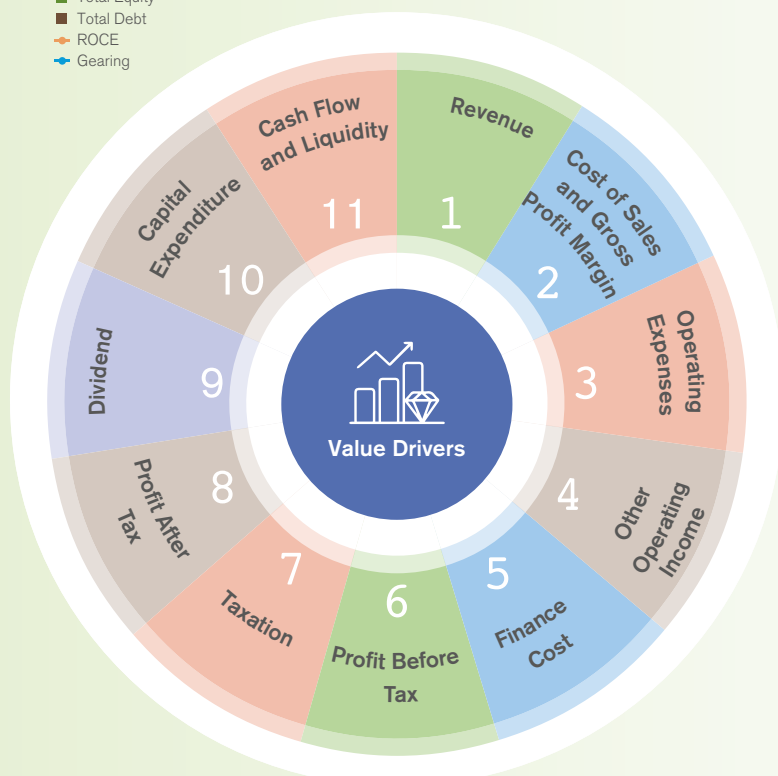 Total Equity
Total Debt
ROCE
Gearing
Revenue
1
Cost of Sales
and Gross
Profit Margin
2
Operating
Expenses
3
Other
Operating
Income
4
Finance
Cost
5
Profit Before
Tax
6
Taxation
7
Profit After
Tax
8
Dividend
9
Capital
Expenditure
10
Cash Flow
and Liquidity
11
Value Drivers